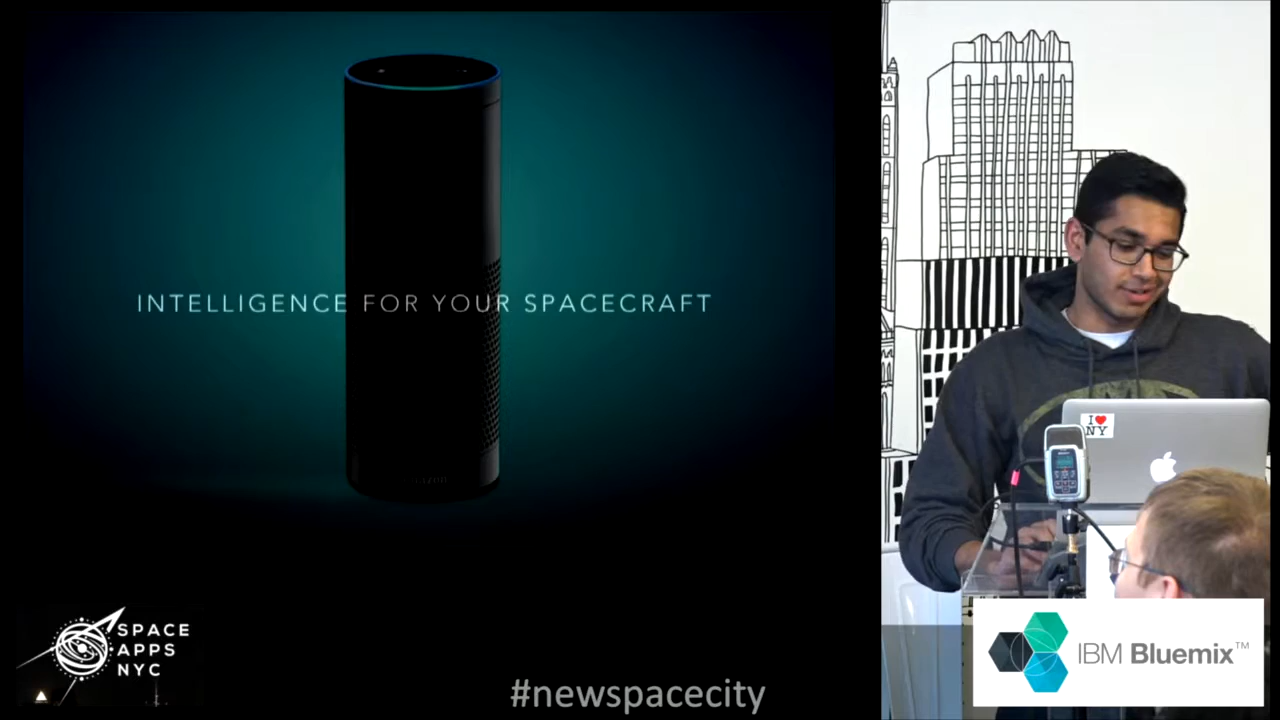 INTELLIGENCE FOR YOUR SPACECRAFT
I ♥
NY
SPACE
APPS
NYC
#newspacecity
IBM Bluemix™